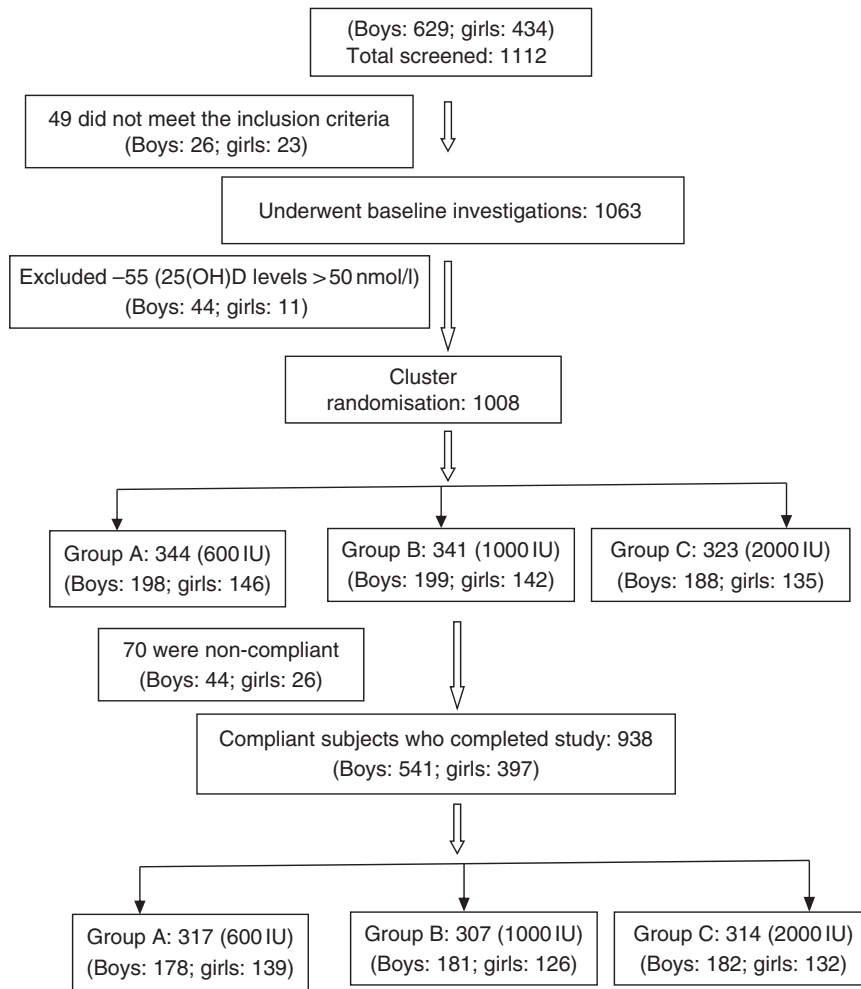 (Boys: 629; girls: 434)
Total screened: 1112
49 did not meet the inclusion criteria
(Boys: 26; girls: 23)
Underwent baseline investigations: 1063
Excluded –55 (25(OH)D levels >50 nmol/l)
(Boys: 44; girls: 11)
Cluster
randomisation: 1008
Group A: 344 (600 IU)
(Boys: 198; girls: 146)
Group B: 341 (1000 IU)
(Boys: 199; girls: 142)
Group C: 323 (2000 IU)
(Boys: 188; girls: 135)
70 were non-compliant
(Boys: 44; girls: 26)
Compliant subjects who completed study: 938
(Boys: 541; girls: 397)
Group A: 317 (600 IU)
(Boys: 178; girls: 139)
Group B: 307 (1000 IU)
(Boys: 181; girls: 126)
Group C: 314 (2000 IU)
(Boys: 182; girls: 132)